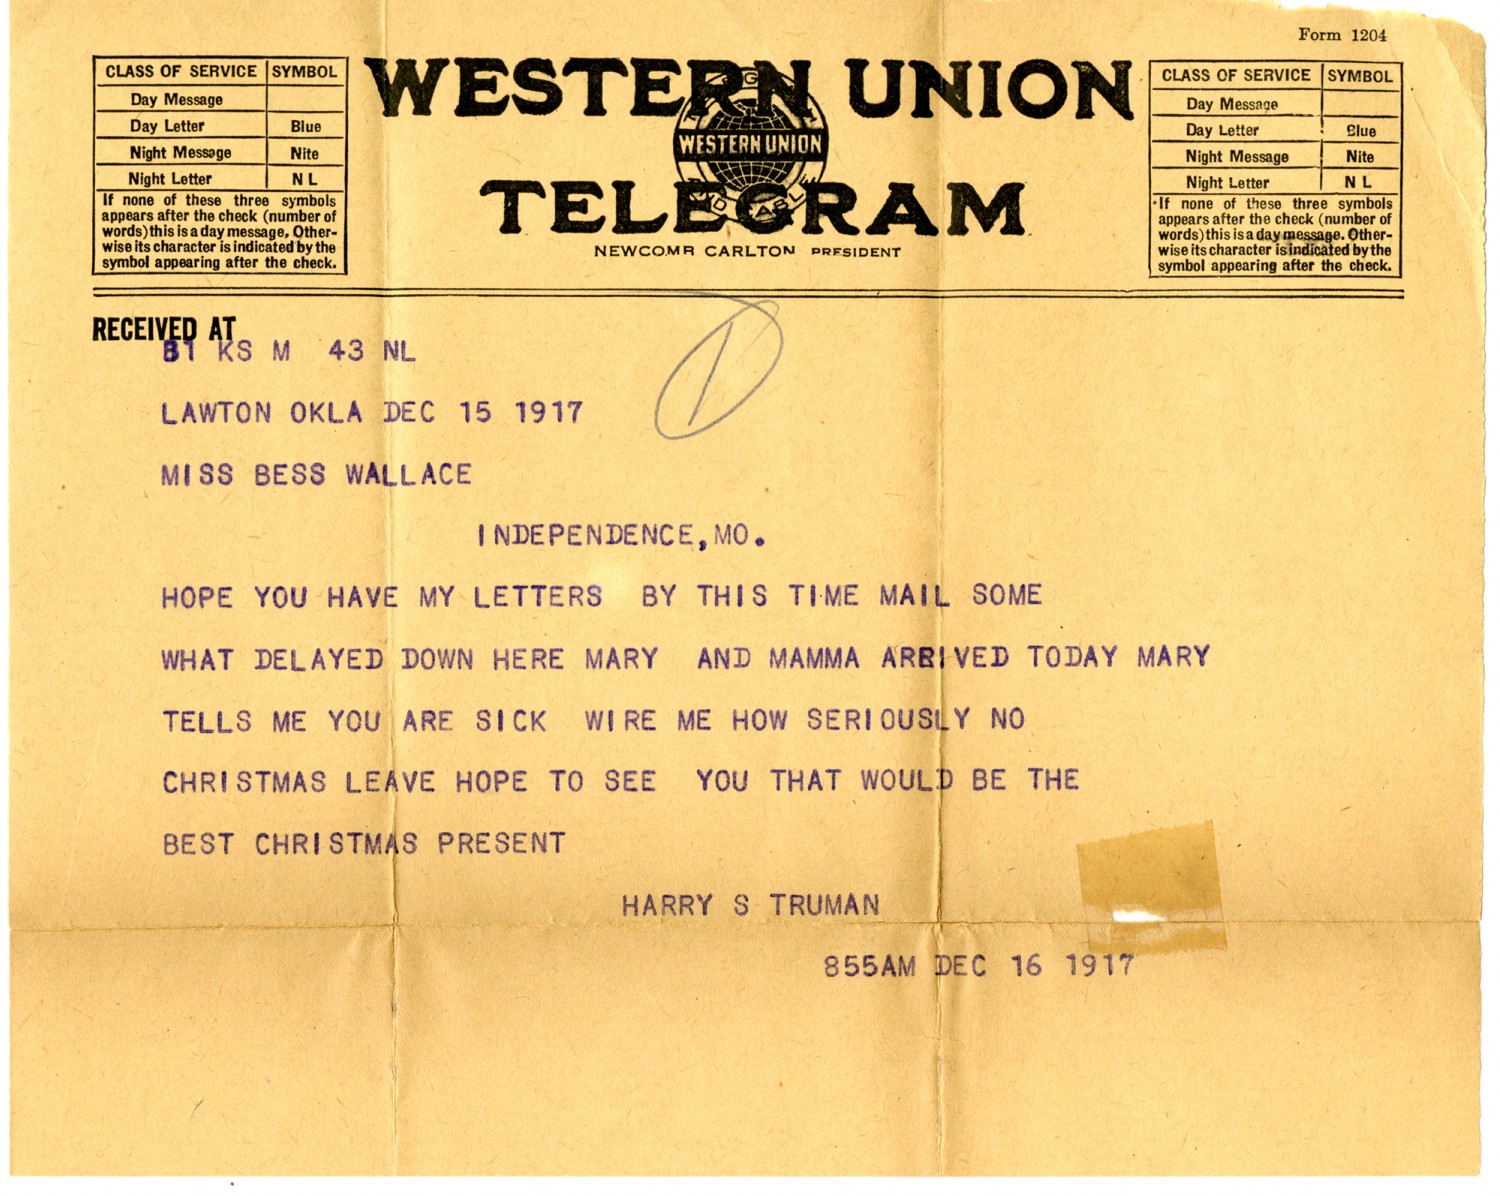 Form 1204
CLASS OF SERVICE SYMBOL
Day Message
Day Letter Blue
Night Message Nite
Night Letter N L
If none of these three symbols
appears after the check (number of
words) this is a day message. Other-
wise its character is indicated by the
symbol appearing after the check.
WESTERN UNION
WESTERN UNION
TELEGRAM
NEWCOMB CARLTON PRESIDENT
CLASS OF SERVICE SYMBOL
Day Message
Day Letter Blue
Night Message Nite
Night Letter N L
If none of these three symbols
appears after the check (number of
words) this is a day message. Other-
wise its character is indicated by the
symbol appearing after the check.
RECEIVED AT
81 KS M 43 NL
LAWTON OKLA DEC 15 1917
MISS BESS WALLACE
INDEPENDENCE,MO.
HOPE YOU HAVE MY LETTERS BY THIS TIME MAIL SOME
WHAT DELAYED DOWN HERE MARY AND MAMMA ARRIVED TODAY MARY
TELLS ME YOU ARE SICK WIRE ME HOW SERIOUSLY NO
CHRISTMAS LEAVE HOPE TO SEE YOU THAT WOULD BE THE
BEST CHRISTMAS PRESENT
HARRY S TRUMAN
855AM DEC 16 1917